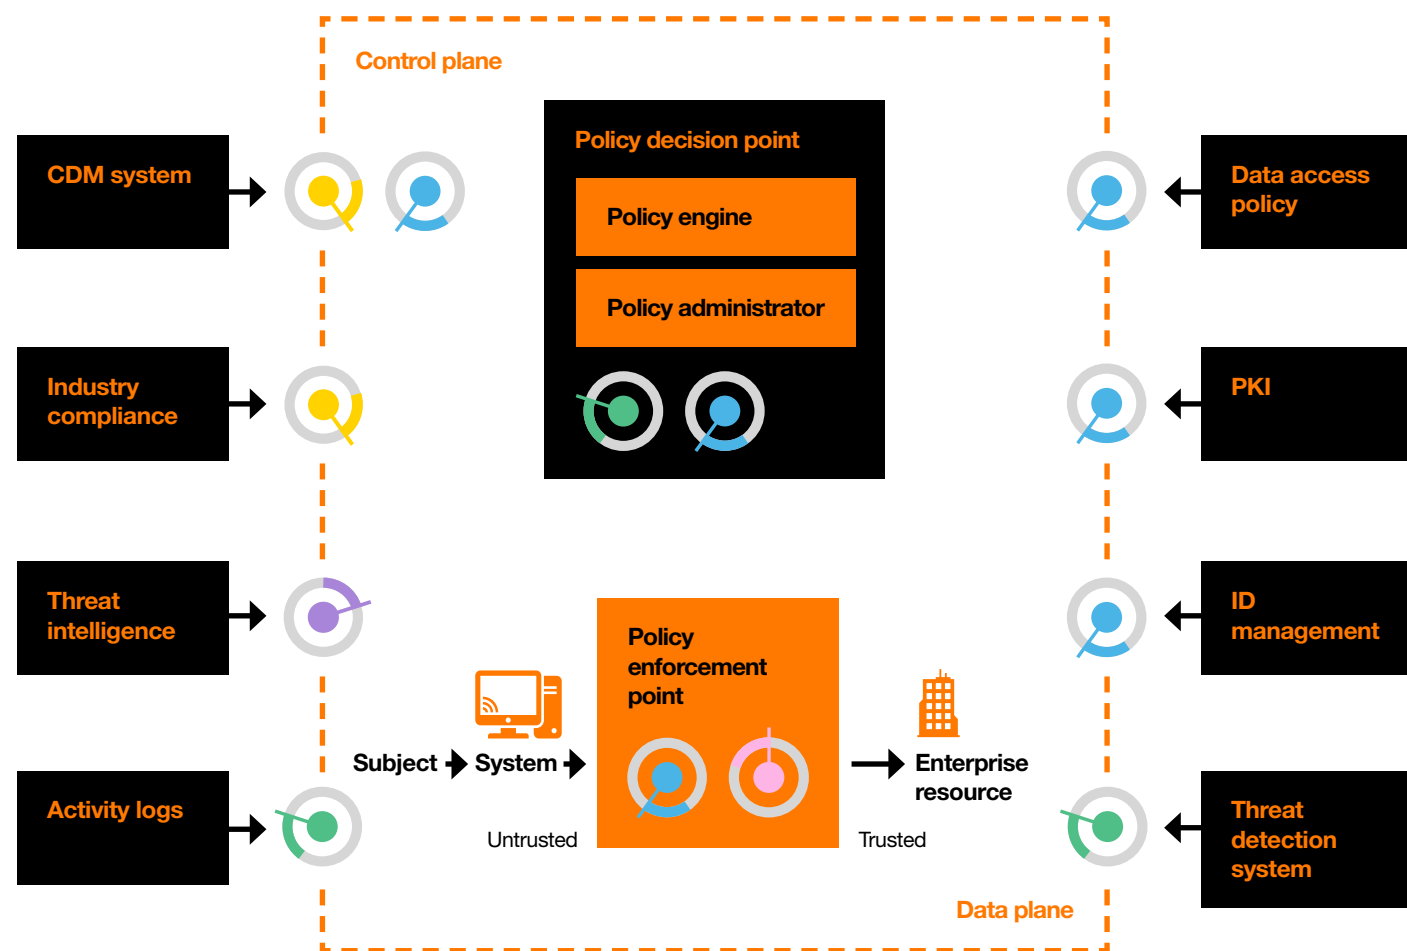 Control plane
Policy decision point
Policy engine
Policy administrator
CDM system
Industry
compliance
Threat
intelligence
Activity logs
Data access
policy
PKI
ID
management
Threat
detection
system
Policy
enforcement
point
Subject
System
Enterprise
resource
Untrusted
Trusted
Data plane